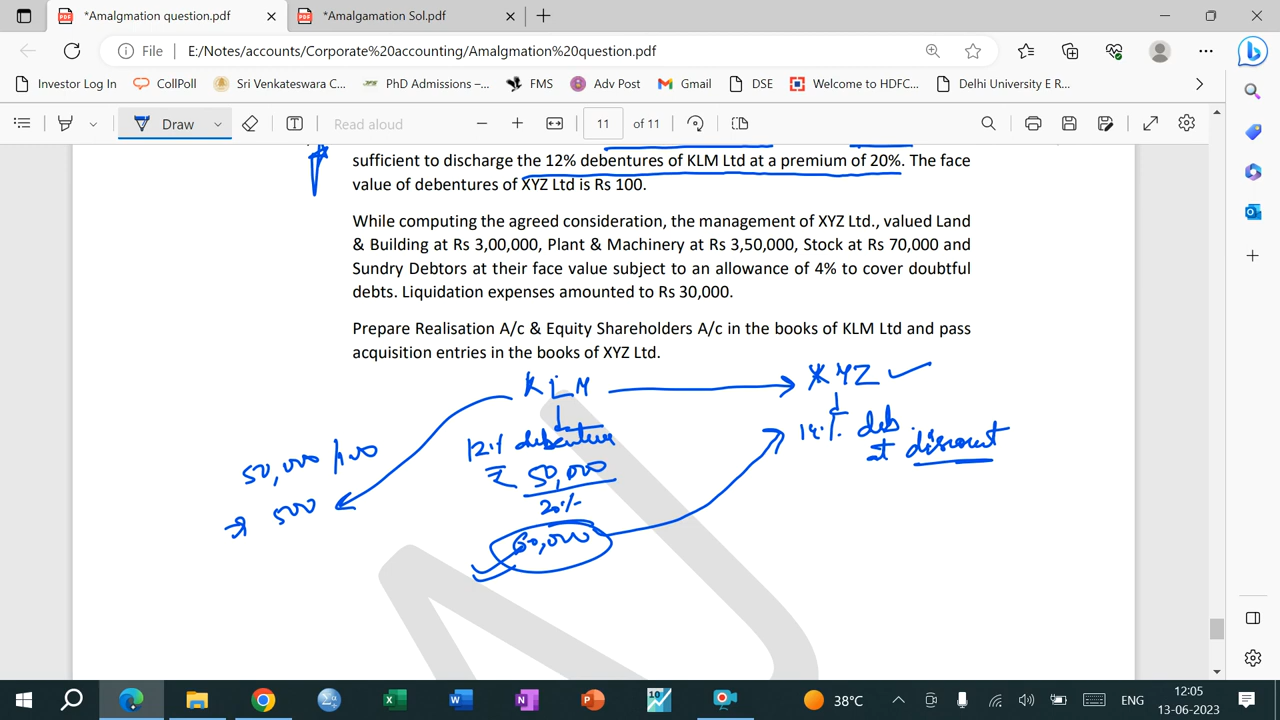 *Amalgmation question.pdf
*Amalgamation Sol.pdf
File E:/Notes/accounts/Corporate%20accounting/Amalgmation%20question.pdf
Investor Log In
CollPoll
Sri Venkateswara C...
PhD Admissions –...
FMS
Adv Post
Gmail
DSE
Welcome to HDFC...
Delhi University E R...
Draw
Read aloud
11 of 11
sufficient to discharge the 12% debentures of KLM Ltd at a premium of 20%. The face
value of debentures of XYZ Ltd is Rs 100.
While computing the agreed consideration, the management of XYZ Ltd., valued Land
& Building at Rs 3,00,000, Plant & Machinery at Rs 3,50,000, Stock at Rs 70,000 and
Sundry Debtors at their face value subject to an allowance of 4% to cover doubtful
debts. Liquidation expenses amounted to Rs 30,000.
Prepare Realisation A/c & Equity Shareholders A/c in the books of KLM Ltd and pass
acquisition entries in the books of XYZ Ltd.
KLM
XYZ
12% debenture
14% deb
at discount
50,000/100
₹ 50,000
500
20%
60,000
38°C
ENG
12:05
13-06-2023